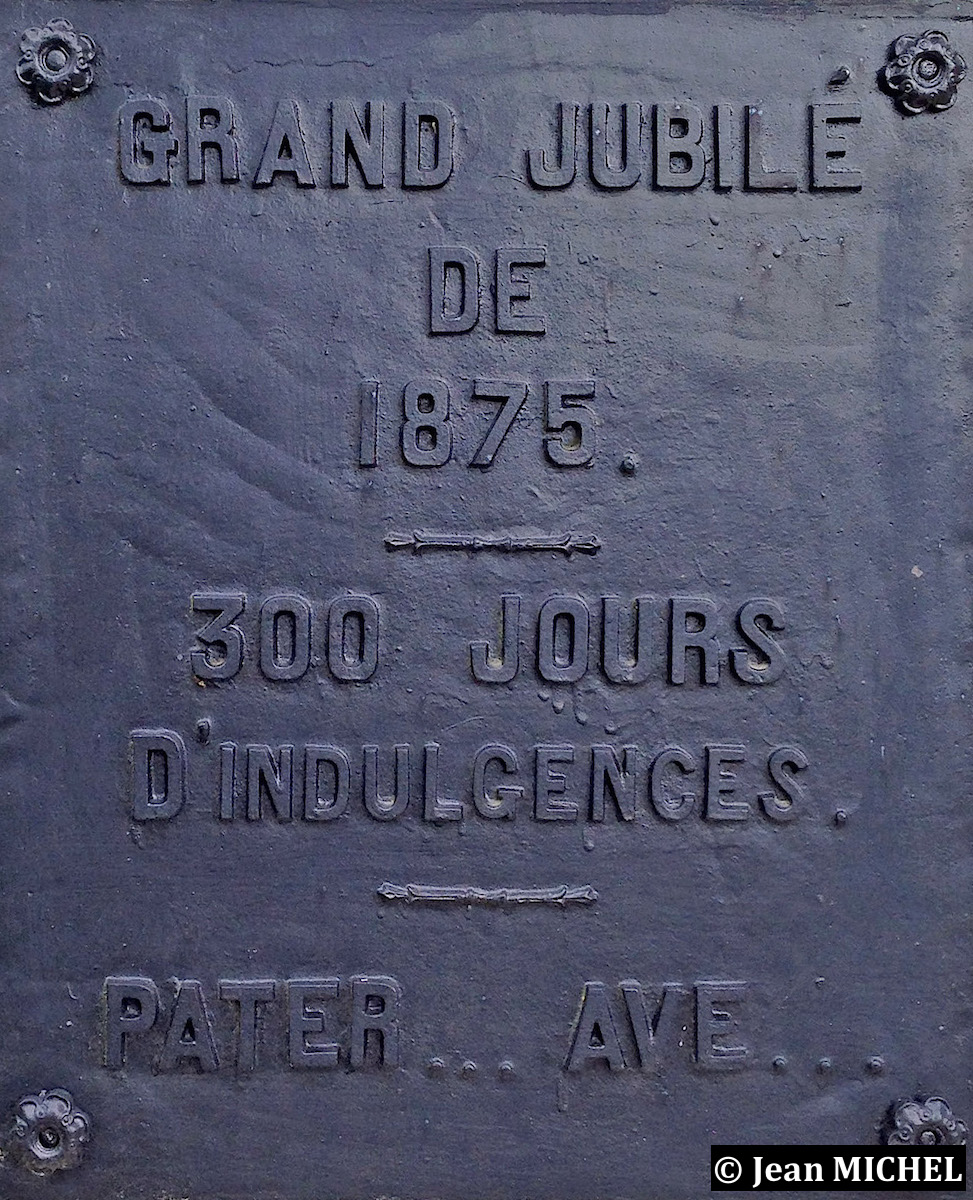 GRAND JUBILÉ
DE
1875.
300 JOURS
D'INDULGENCES.
PATER... AVE...
© Jean MICHEL